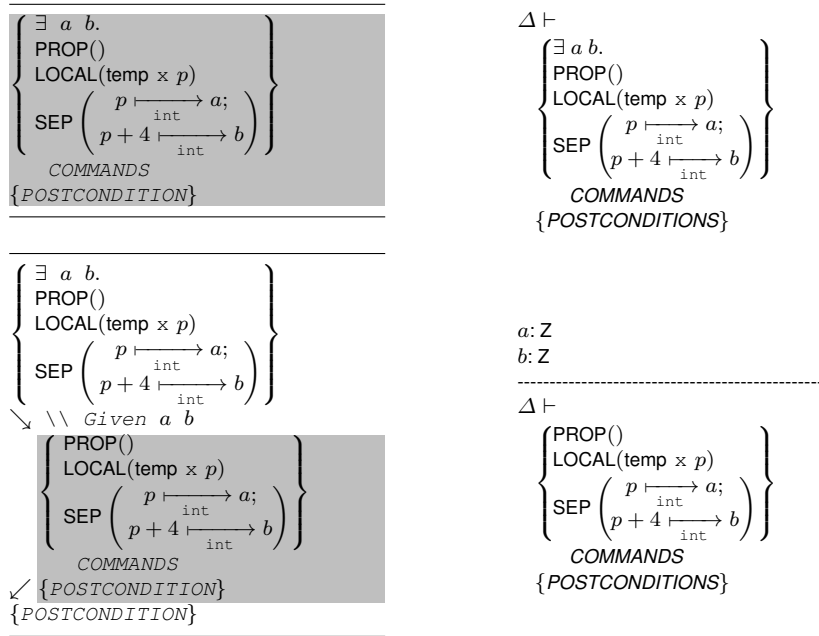 ∃ a b.
PROP()
LOCAL(temp x p)
SEP ( p ↦ a;
int
p + 4 ↦ b )
int
COMMANDS
{POSTCONDITION}
∃ a b.
PROP()
LOCAL(temp x p)
SEP ( p ↦ a;
int
p + 4 ↦ b )
int
↘ \\ Given a b
PROP()
LOCAL(temp x p)
SEP ( p ↦ a;
int
p + 4 ↦ b )
int
COMMANDS
↙ {POSTCONDITION}
{POSTCONDITION}
Δ ⊢
∃ a b.
PROP()
LOCAL(temp x p)
SEP ( p ↦ a;
int
p + 4 ↦ b )
int
COMMANDS
{POSTCONDITIONS}
a: Z
b: Z
Δ ⊢
PROP()
LOCAL(temp x p)
SEP ( p ↦ a;
int
p + 4 ↦ b )
int
COMMANDS
{POSTCONDITIONS}